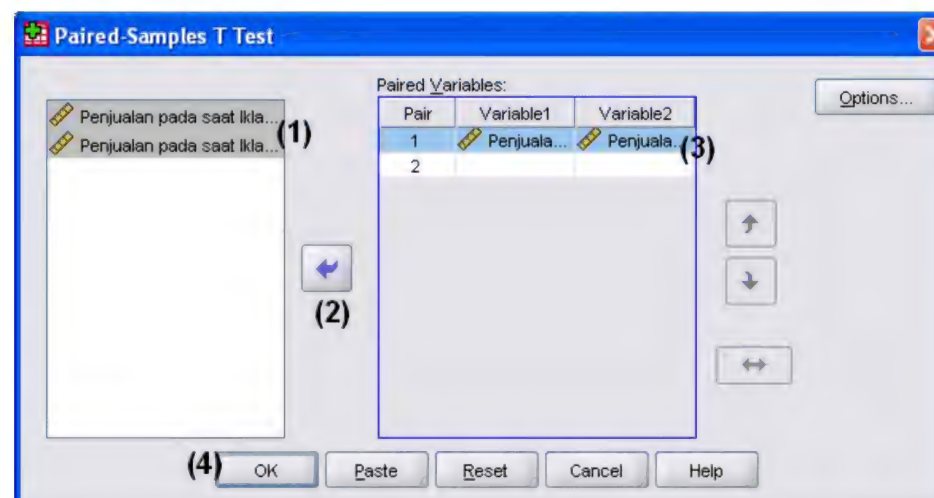 Paired-Samples T Test
Paired Variables:
Options...
Penjualan pada saat Ikla...
Penjualan pada saat Ikla...
(1)
Pair Variable1 Variable2
1 Penjuala... Penjuala...
(3)
2
(2)
(4)
OK Paste Reset Cancel Help